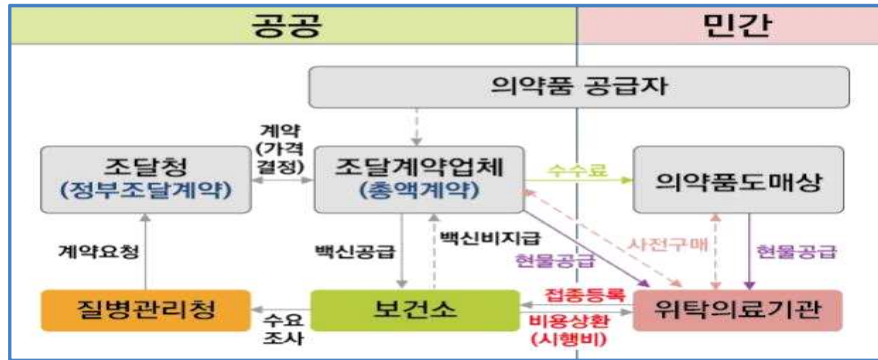 공공
민간
의약품 공급자
계약
(가격
결정)
조달청
(정부조달계약)
조달계약업체
(총액계약)
수수료
의약품도매상
계약요청
백신공급
백신비지급
현물공급
사전구매
현물공급
질병관리청
수요
조사
보건소
접종등록
비용상환
(시행비)
위탁의료기관